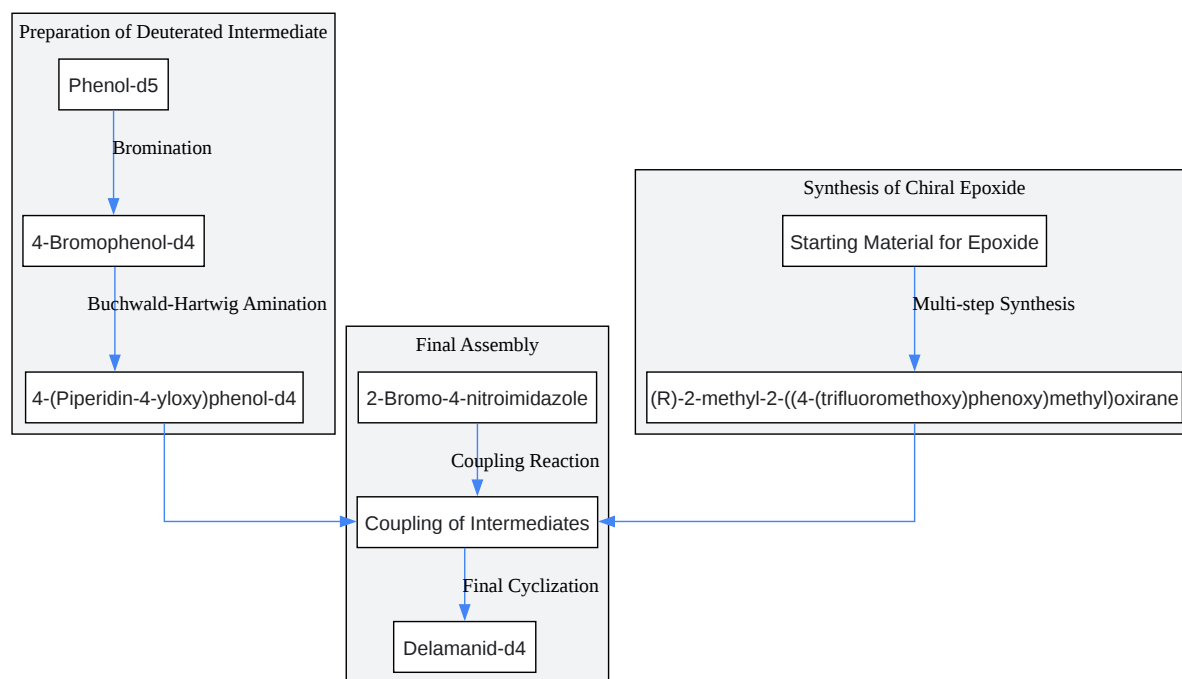 Preparation of Deuterated Intermediate
Phenol-d5
Bromination
4-Bromophenol-d4
Buchwald-Hartwig Amination
4-(Piperidin-4-yloxy)phenol-d4
Synthesis of Chiral Epoxide
Starting Material for Epoxide
Multi-step Synthesis
(R)-2-methyl-2-((4-(trifluoromethoxy)phenoxy)methyl)oxirane
Final Assembly
2-Bromo-4-nitroimidazole
Coupling Reaction
Coupling of Intermediates
Final Cyclization
Delamanid-d4